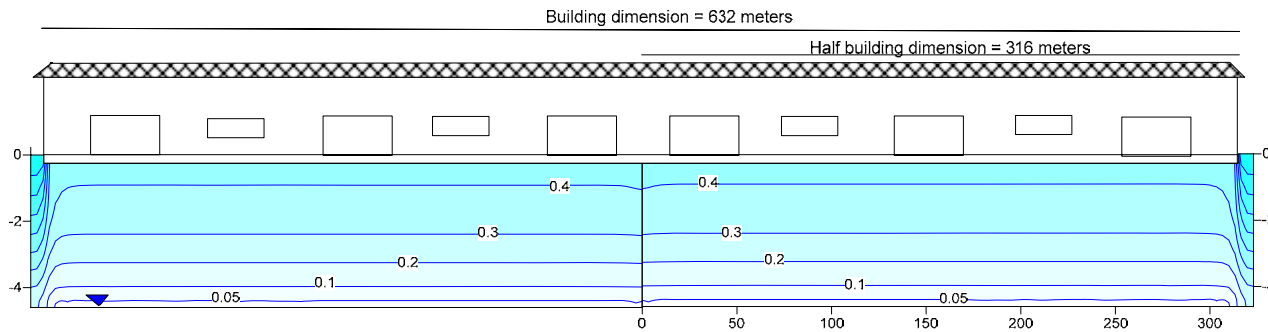 Building dimension = 632 meters
Half building dimension = 316 meters
0 0
0.4 0.4
-2
0.3 0.3
0.2 0.2
0.1 0.1
-4 -4
0.05 0.05
0 50 100 150 200 250 300